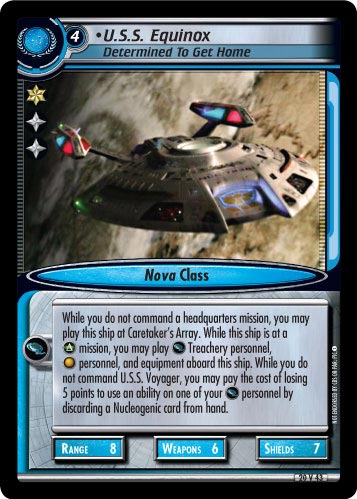 4
•U.S.S. Equinox
Determined To Get Home
Nova Class
While you do not command a headquarters mission, you may
play this ship at Caretaker's Array. While this ship is at a
mission, you may play Treachery personnel,
personnel, and equipment aboard this ship. While you do
not command U.S.S. Voyager, you may pay the cost of losing
5 points to use an ability on one of your personnel by
discarding a Nucleogenic card from hand.
RANGE 8 WEAPONS 6 SHIELDS 7
20 V 43